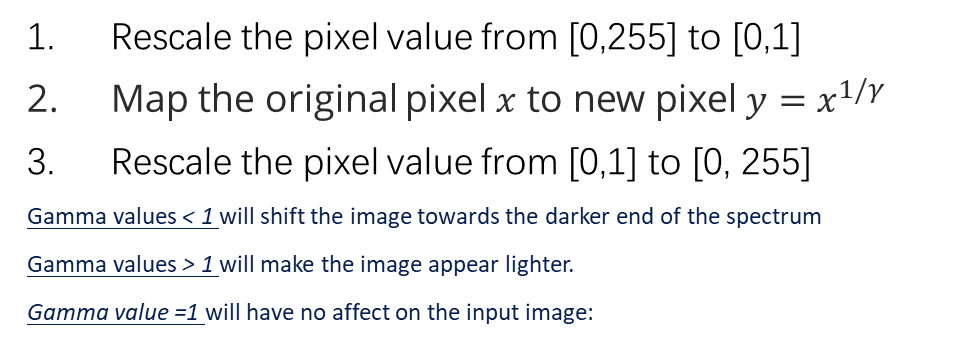 1. Rescale the pixel value from [0,255] to [0,1]
2. Map the original pixel x to new pixel y = x^{1/γ}
3. Rescale the pixel value from [0,1] to [0, 255]
Gamma values < 1 will shift the image towards the darker end of the spectrum
Gamma values > 1 will make the image appear lighter.
Gamma value =1 will have no affect on the input image: